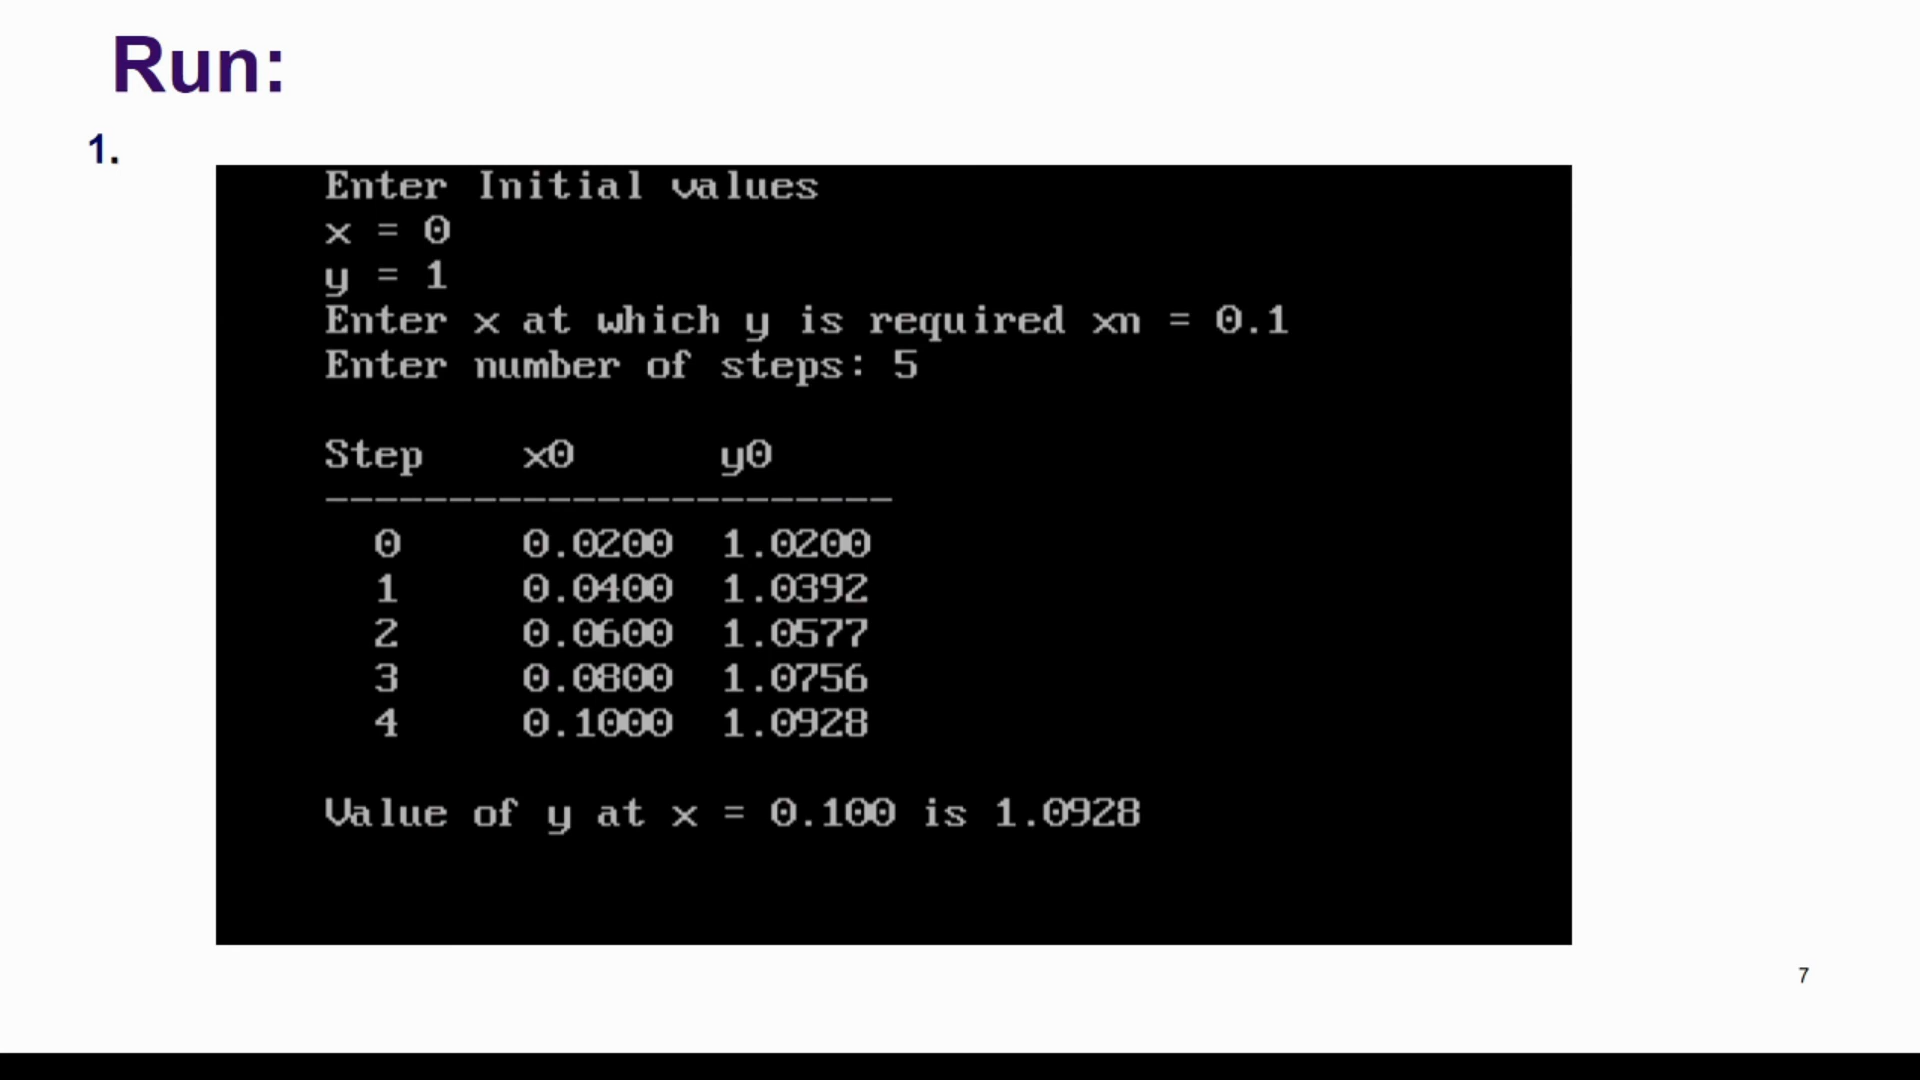 Run:
1.
Enter Initial values
x = 0
y = 1
Enter x at which y is required xn = 0.1
Enter number of steps: 5
Step x0 y0
-----------------------
0 0.0200 1.0200
1 0.0400 1.0392
2 0.0600 1.0577
3 0.0800 1.0756
4 0.1000 1.0928
Value of y at x = 0.100 is 1.0928
7